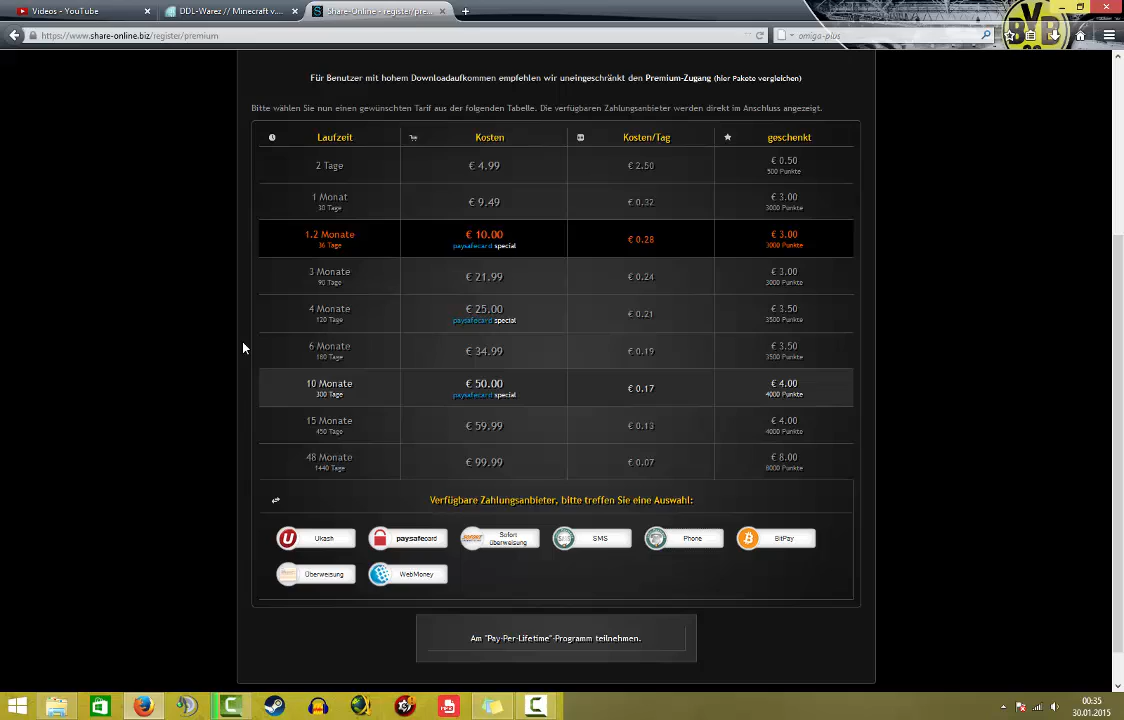 Videos - YouTube
DDL-Warez // Minecraft v...
Share-Online - register/pre...
https://www.share-online.biz/register/premium
omiga-plus
Für Benutzer mit hohem Downloadaufkommen empfehlen wir uneingeschränkt den Premium-Zugang (hier Pakete vergleichen)
Bitte wählen Sie nun einen gewünschten Tarif aus der folgenden Tabelle. Die verfügbaren Zahlungsanbieter werden direkt im Anschluss angezeigt.
Laufzeit Kosten Kosten/Tag geschenkt
2 Tage € 4.99 € 2.50 € 0.50
500 Punkte
1 Monat € 9.49 € 0.32 € 3.00
30 Tage 3000 Punkte
1.2 Monate € 10.00 € 0.28 € 3.00
36 Tage paysafecard special 3000 Punkte
3 Monate € 21.99 € 0.24 € 3.00
90 Tage 3000 Punkte
4 Monate € 25.00 € 0.21 € 3.50
120 Tage paysafecard special 3500 Punkte
6 Monate € 34.99 € 0.19 € 3.50
180 Tage 3500 Punkte
10 Monate € 50.00 € 0.17 € 4.00
300 Tage paysafecard special 4000 Punkte
15 Monate € 59.99 € 0.13 € 4.00
450 Tage 4000 Punkte
48 Monate € 99.99 € 0.07 € 8.00
1440 Tage 8000 Punkte
Verfügbare Zahlungsanbieter, bitte treffen Sie eine Auswahl:
Ukash
paysafecard
Sofort
überweisung
SMS
Phone
BitPay
Überweisung
WebMoney
Am "Pay-Per-Lifetime"-Programm teilnehmen.
00:35
30.01.2015